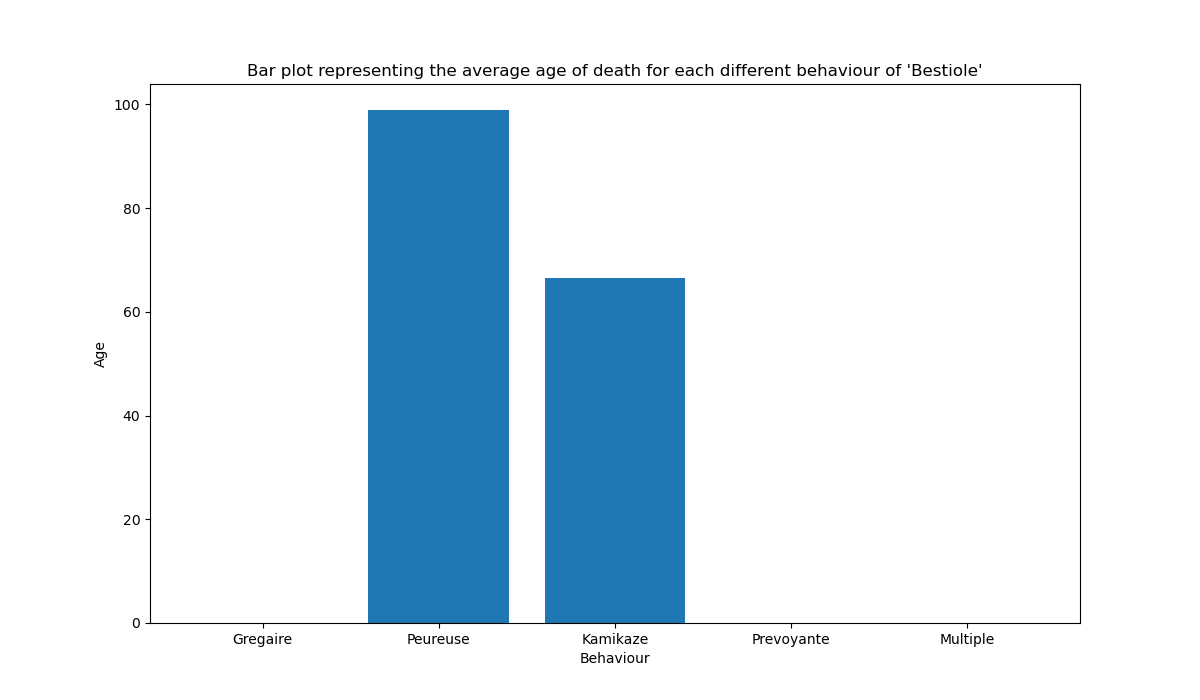 Bar plot representing the average age of death for each different behaviour of 'Bestiole'
100
80
60
40
20
0
Age
Gregaire Peureuse Kamikaze Prevoyante Multiple
Behaviour